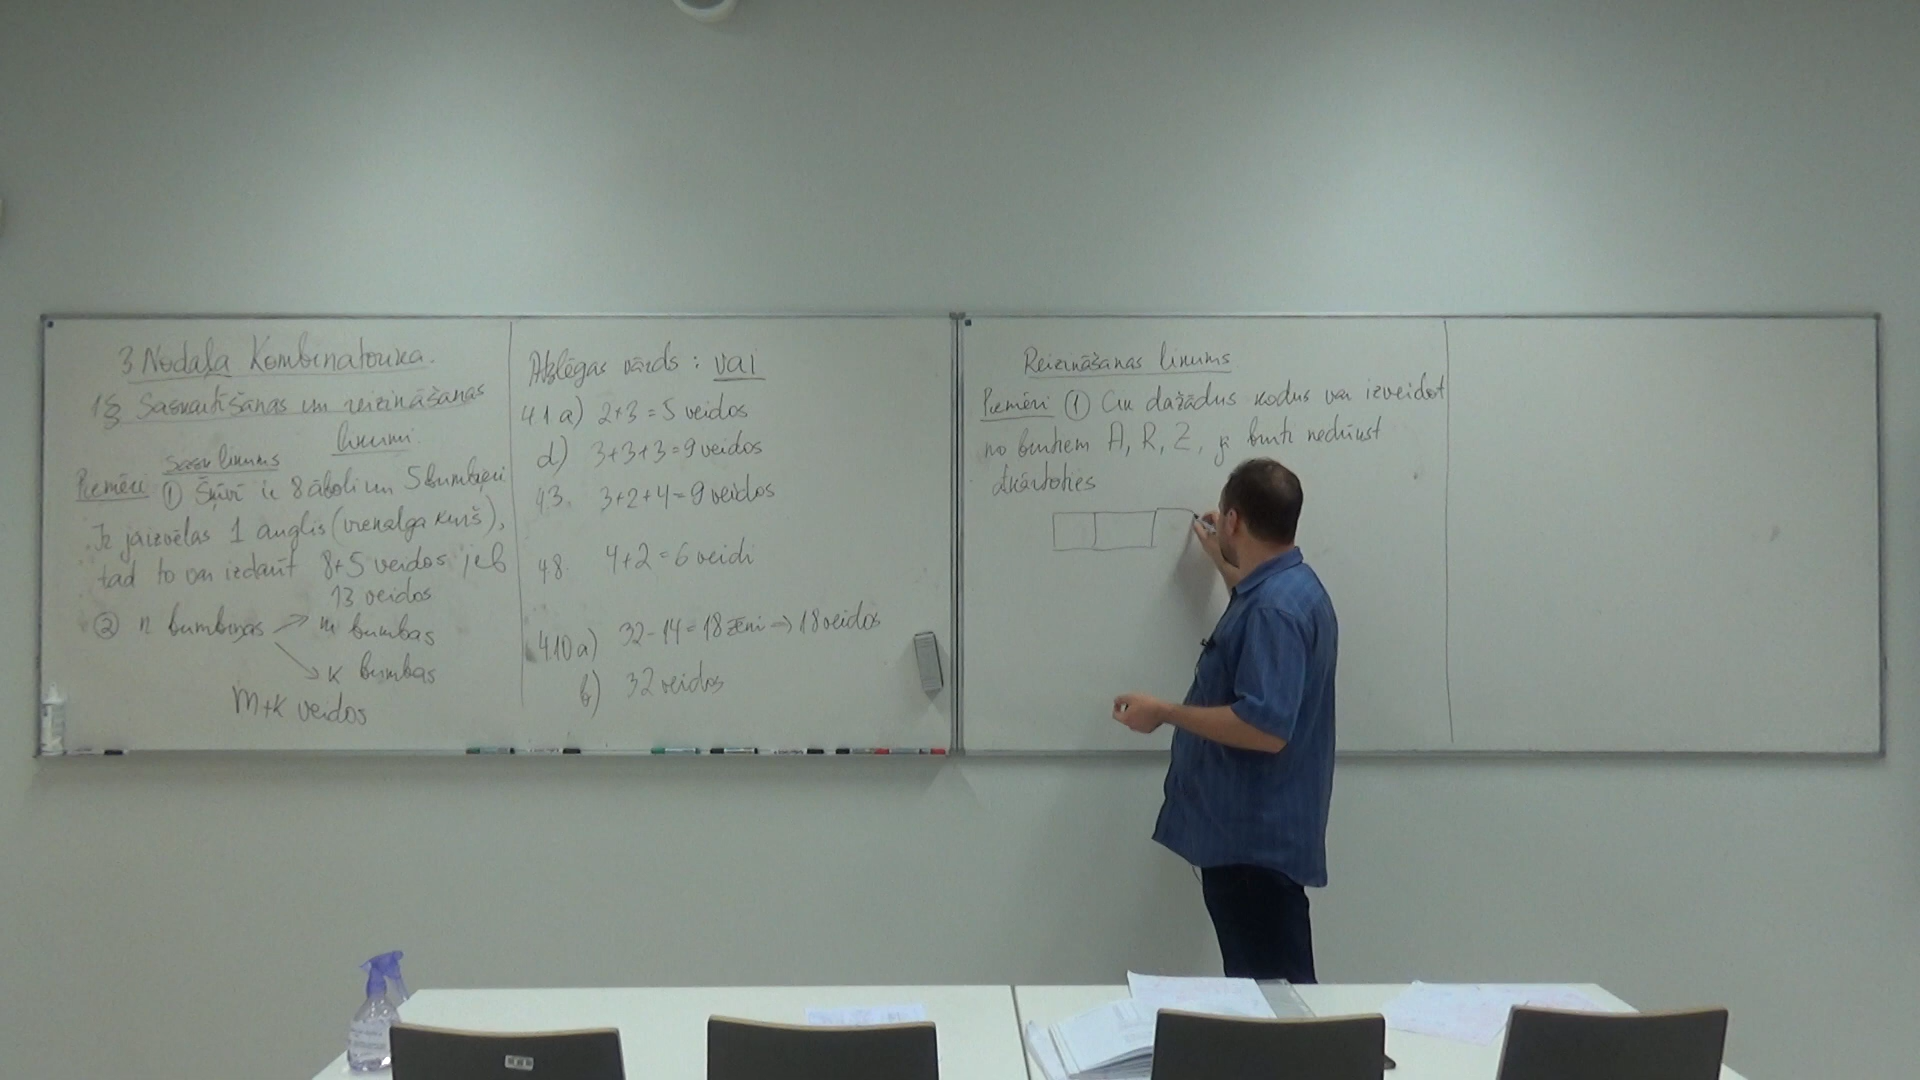 3 Nodaļa Kombinatorika.
1§ Saskaitīšanas un reizināšanas
likumi.
Sask likums
Piemēri ① Šķīvī ir 8 āboli un 5 bumbieri
Ir jāizvēlas 1 auglis (vienalga kurš),
tad to var izdarīt 8+5 veidos jeb
13 veidos
② n bumbiņas → m bumbas
↘ k bumbas
m+k veidos
Atslēgas vārds : vai
4.1 a) 2+3=5 veidos
d) 3+3+3=9 veidos
4.3. 3+2+4=9 veidos
4.8. 4+2=6 veidi
4.10 a) 32-14=18 zēni ⇒ 18 veidos
b) 32 veidos
Reizināšanas likums
Piemēri ① Cik dažādus kodus var izveidot
no burtiem A, R, Z, ja burti nedrīkst
atkārtoties